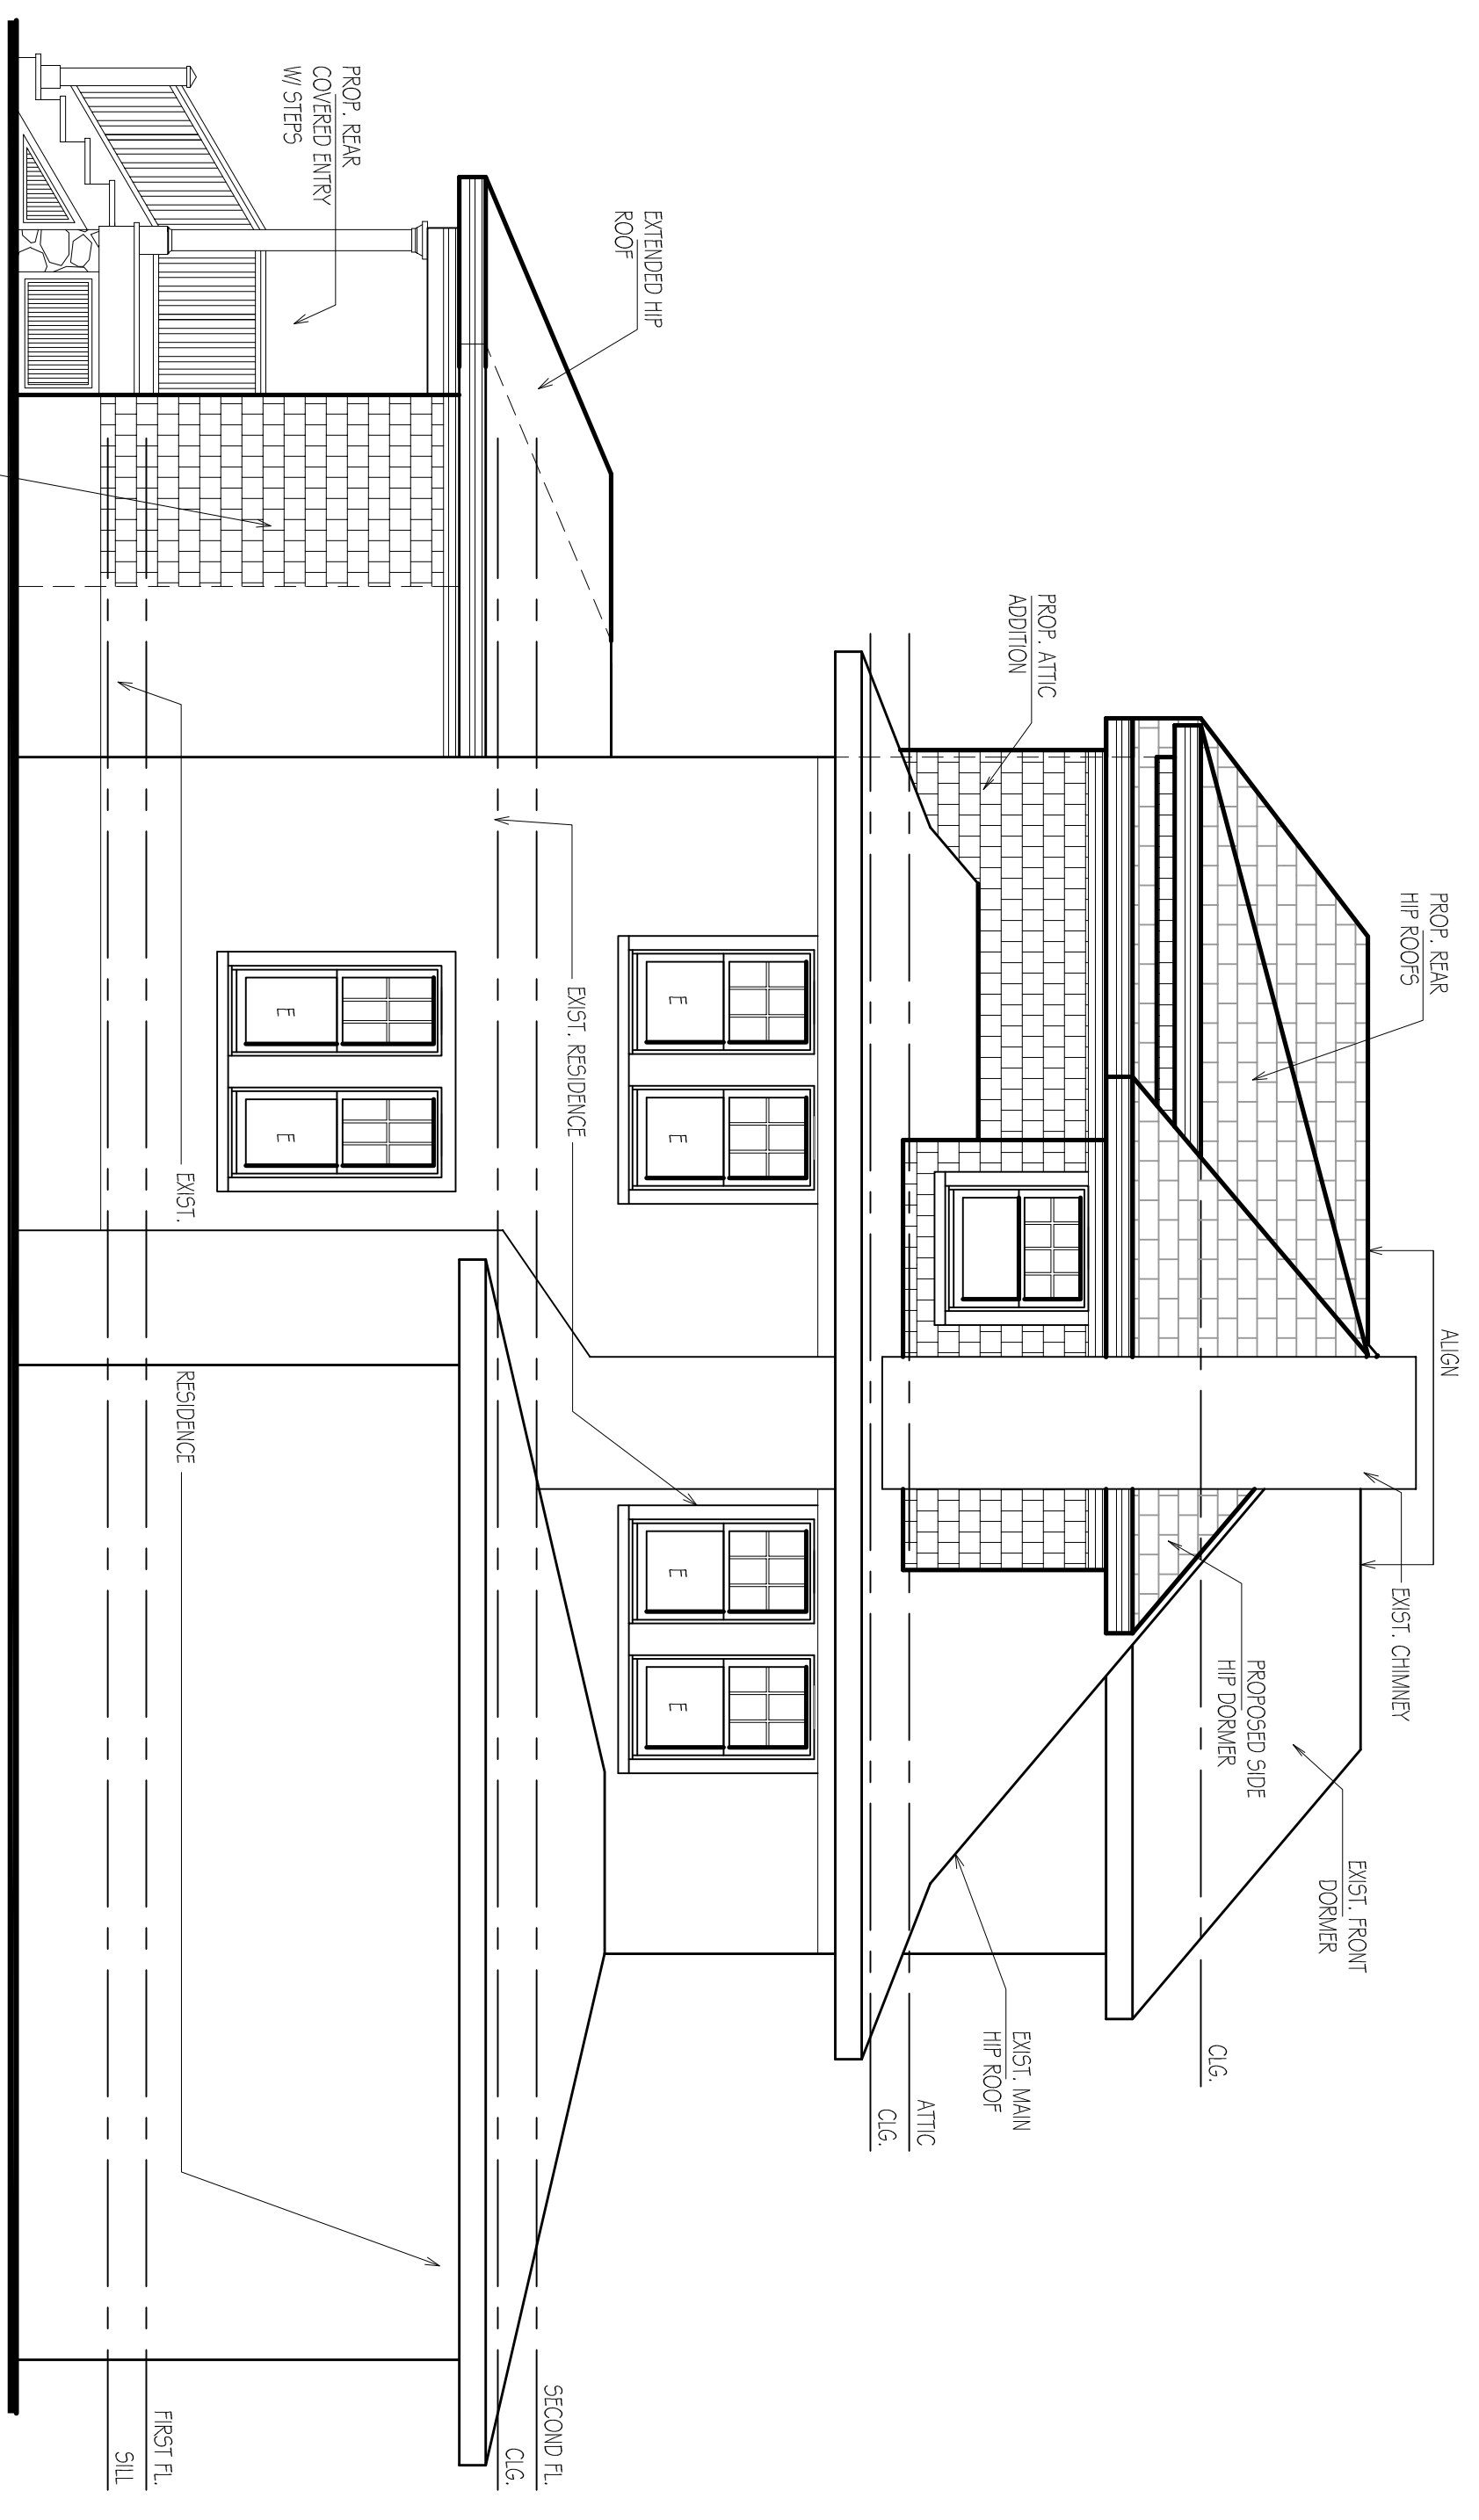 ALIGN
PROP. REAR
HIP ROOFS
EXIST. CHIMNEY
EXIST. FRONT
DORMER
PROPOSED SIDE
HIP DORMER
CLG.
PROP. ATTIC
ADDITION
EXIST. MAIN
HIP ROOF
ATTIC
CLG.
EXTENDED HIP
ROOF
E
E
E
E
EXIST. RESIDENCE
SECOND FL.
CLG.
PROP. REAR
COVERED ENTRY
W/ STEPS
E
E
EXIST.
RESIDENCE
FIRST FL.
SILL